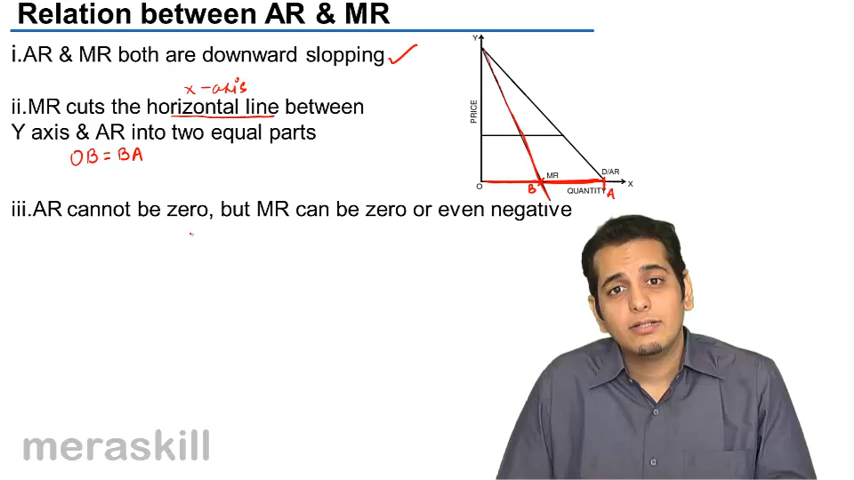 Relation between AR & MR
i.AR & MR both are downward slopping
x-axis
ii.MR cuts the horizontal line between
Y axis & AR into two equal parts
OB = BA
iii.AR cannot be zero, but MR can be zero or even negative
Y
PRICE
D/AR
MR
O
B
QUANTITY
A
X
meraskill